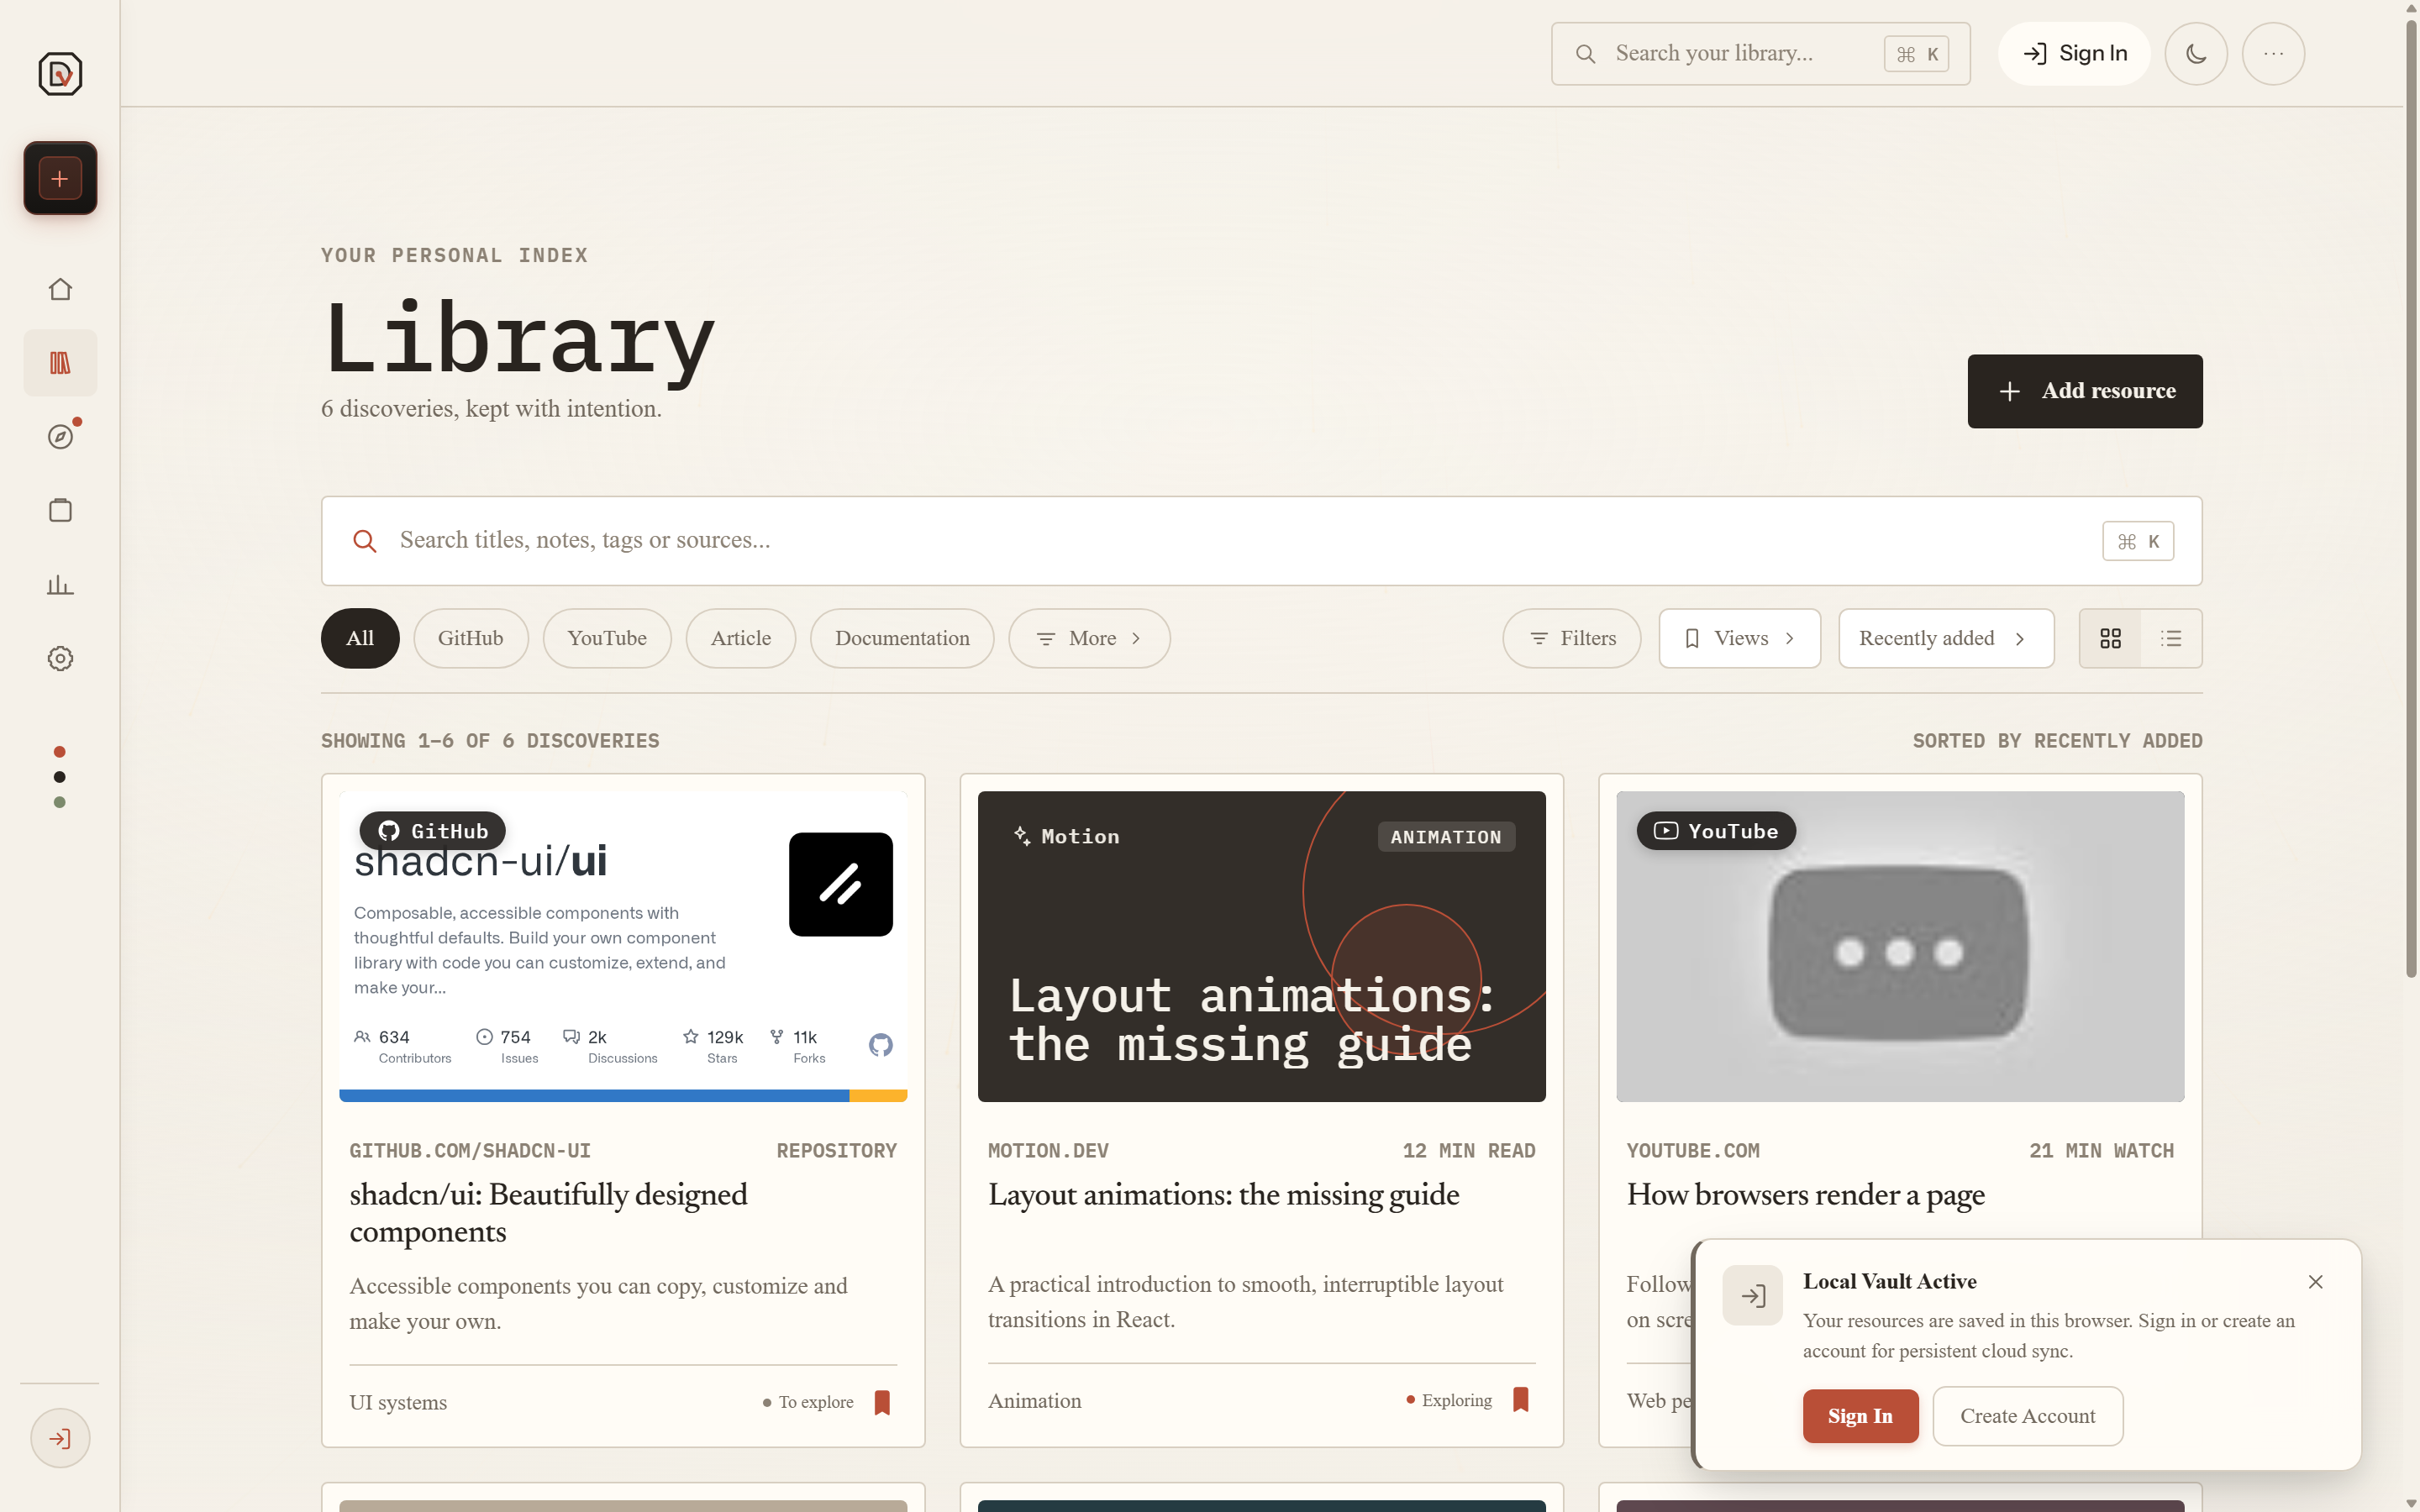 Search your library...
⌘ K
Sign In
YOUR PERSONAL INDEX
Library
6 discoveries, kept with intention.
Add resource
Search titles, notes, tags or sources...
⌘ K
All
GitHub
YouTube
Article
Documentation
More
Filters
Views
Recently added
SHOWING 1–6 OF 6 DISCOVERIES
SORTED BY RECENTLY ADDED
GitHub
shadcn-ui/ui
Composable, accessible components with
thoughtful defaults. Build your own component
library with code you can customize, extend, and
make your...
634
Contributors
754
Issues
2k
Discussions
129k
Stars
11k
Forks
GITHUB.COM/SHADCN-UI
REPOSITORY
shadcn/ui: Beautifully designed
components
Accessible components you can copy, customize and
make your own.
UI systems
To explore
Motion
ANIMATION
Layout animations:
the missing guide
MOTION.DEV
12 MIN READ
Layout animations: the missing guide
A practical introduction to smooth, interruptible layout
transitions in React.
Animation
Exploring
YouTube
YOUTUBE.COM
21 MIN WATCH
How browsers render a page
Follow
on scre
Web pe
Local Vault Active
Your resources are saved in this browser. Sign in or create an
account for persistent cloud sync.
Sign In
Create Account